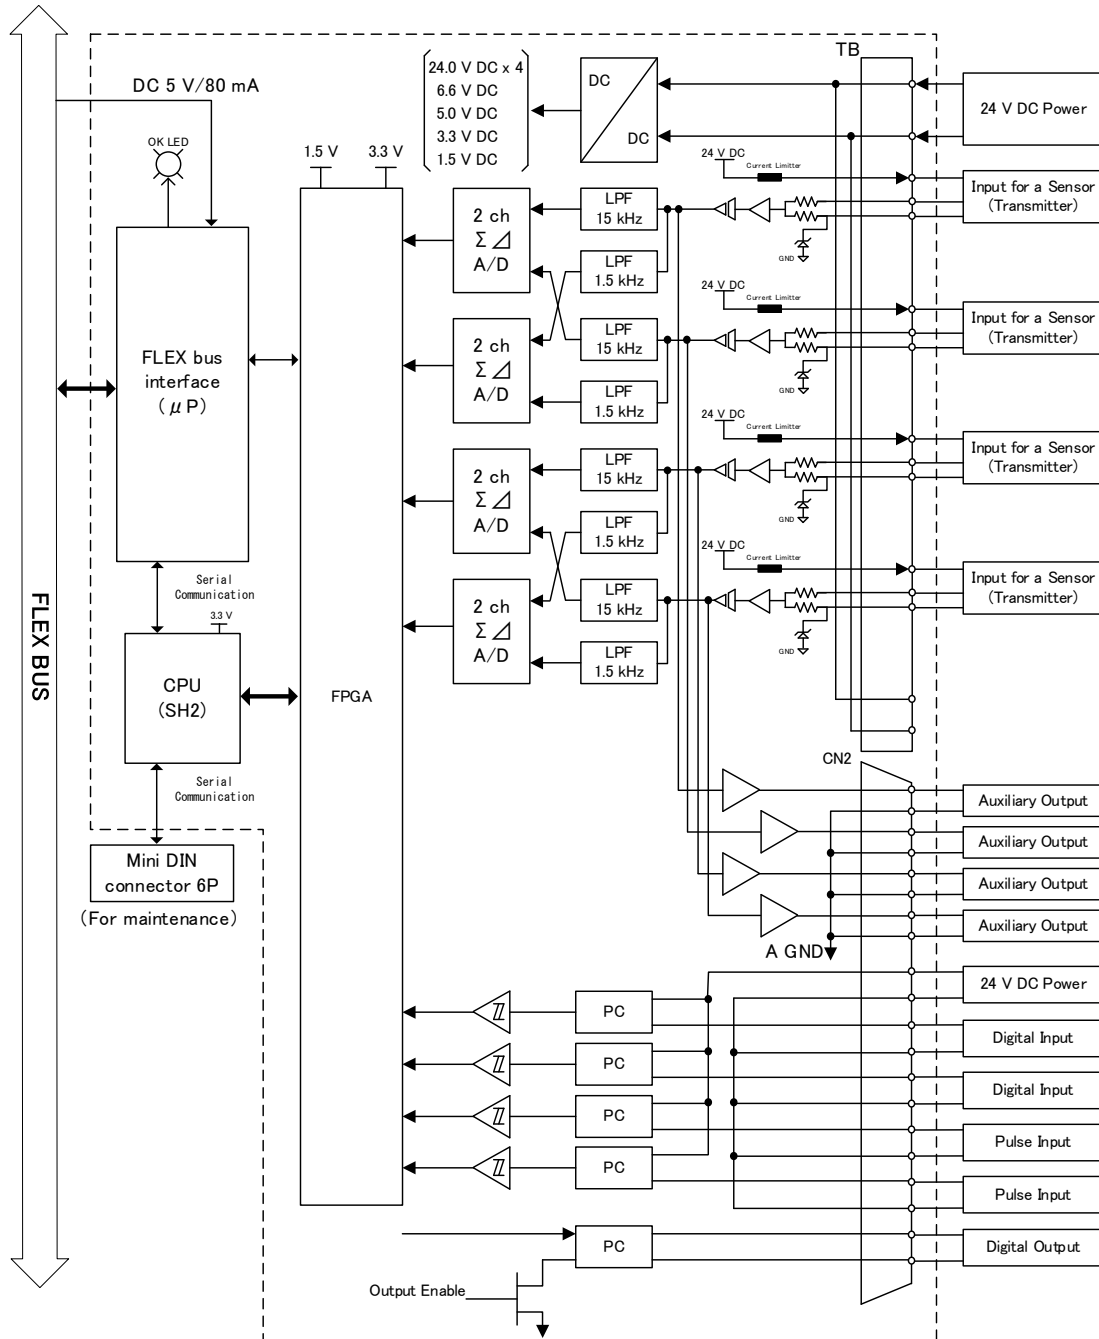 TB
24.0 V DC x 4
6.6 V DC
5.0 V DC
3.3 V DC
1.5 V DC
DC
DC
24 V DC Power
DC 5 V/80 mA
OK LED
1.5 V
3.3 V
24 V DC
Current Limitter
Input for a Sensor
(Transmitter)
GND
2 ch
Σ ⊿
A/D
LPF
15 kHz
LPF
1.5 kHz
24 V DC
Current Limitter
Input for a Sensor
(Transmitter)
GND
2 ch
Σ ⊿
A/D
LPF
15 kHz
LPF
1.5 kHz
FLEX bus
interface
(μP)
24 V DC
Current Limitter
Input for a Sensor
(Transmitter)
GND
2 ch
Σ ⊿
A/D
LPF
15 kHz
LPF
1.5 kHz
24 V DC
Current Limitter
Input for a Sensor
(Transmitter)
GND
2 ch
Σ ⊿
A/D
LPF
15 kHz
LPF
1.5 kHz
Serial
Communication
3.3 V
FLEX BUS
CPU
(SH2)
FPGA
Serial
Communication
CN2
Mini DIN
connector 6P
(For maintenance)
Auxiliary Output
Auxiliary Output
Auxiliary Output
Auxiliary Output
A GND
24 V DC Power
PC
Digital Input
PC
Digital Input
PC
Pulse Input
PC
Pulse Input
PC
Digital Output
Output Enable